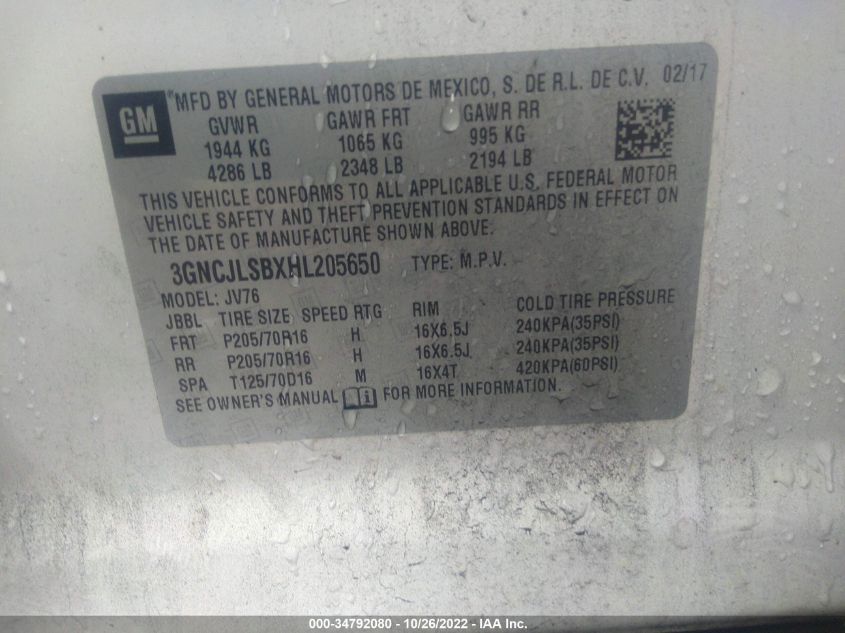 GM
®MFD BY GENERAL MOTORS DE MEXICO, S. DE R.L. DE C.V. 02/17
GVWR GAWR FRT GAWR RR
1944 KG 1065 KG 995 KG
4286 LB 2348 LB 2194 LB
THIS VEHICLE CONFORMS TO ALL APPLICABLE U.S. FEDERAL MOTOR
VEHICLE SAFETY AND THEFT PREVENTION STANDARDS IN EFFECT ON
THE DATE OF MANUFACTURE SHOWN ABOVE.
3GNCJLSBXHL205650 TYPE: M.P.V.
MODEL: JV76
JBBL TIRE SIZE SPEED RTG RIM COLD TIRE PRESSURE
FRT P205/70R16 H 16X6.5J 240KPA(35PSI)
RR P205/70R16 H 16X6.5J 240KPA(35PSI)
SPA T125/70D16 M 16X4T 420KPA(60PSI)
SEE OWNER'S MANUAL i FOR MORE INFORMATION.
000-34792080 - 10/26/2022 - IAA Inc.